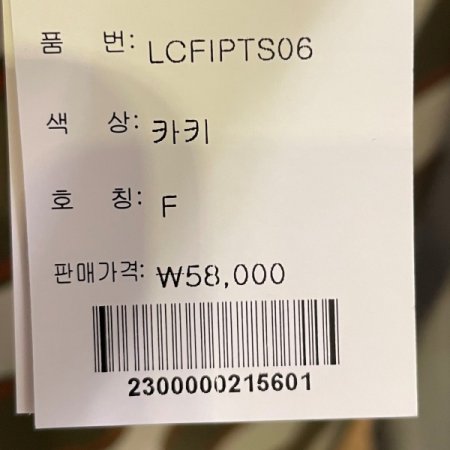 품 번: LCFIPTS06
색 상: 카키
호 칭: F
판매가격: ₩58,000
2300000215601